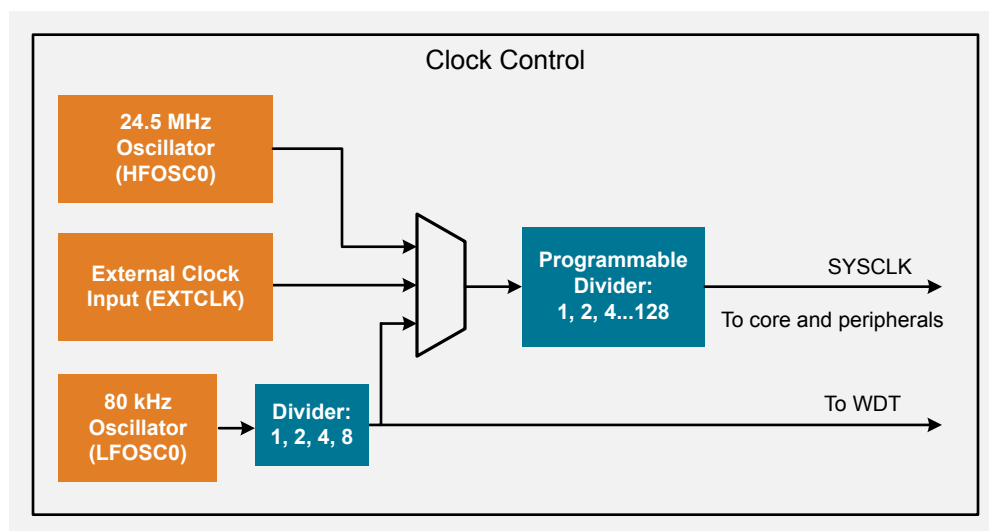 Clock Control
24.5 MHz
Oscillator
(HFOSC0)
External Clock
Input (EXTCLK)
80 kHz
Oscillator
(LFOSC0)
Divider:
1, 2, 4, 8
Programmable
Divider:
1, 2, 4...128
SYSCLK
To core and peripherals
To WDT